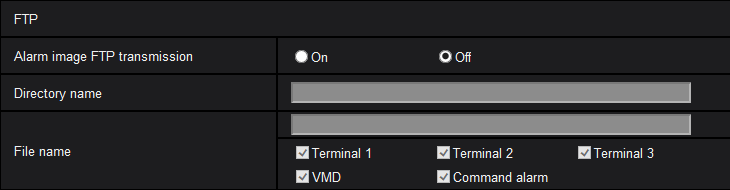 FTP
Alarm image FTP transmission On Off
Directory name
File name
Terminal 1 Terminal 2 Terminal 3
VMD Command alarm